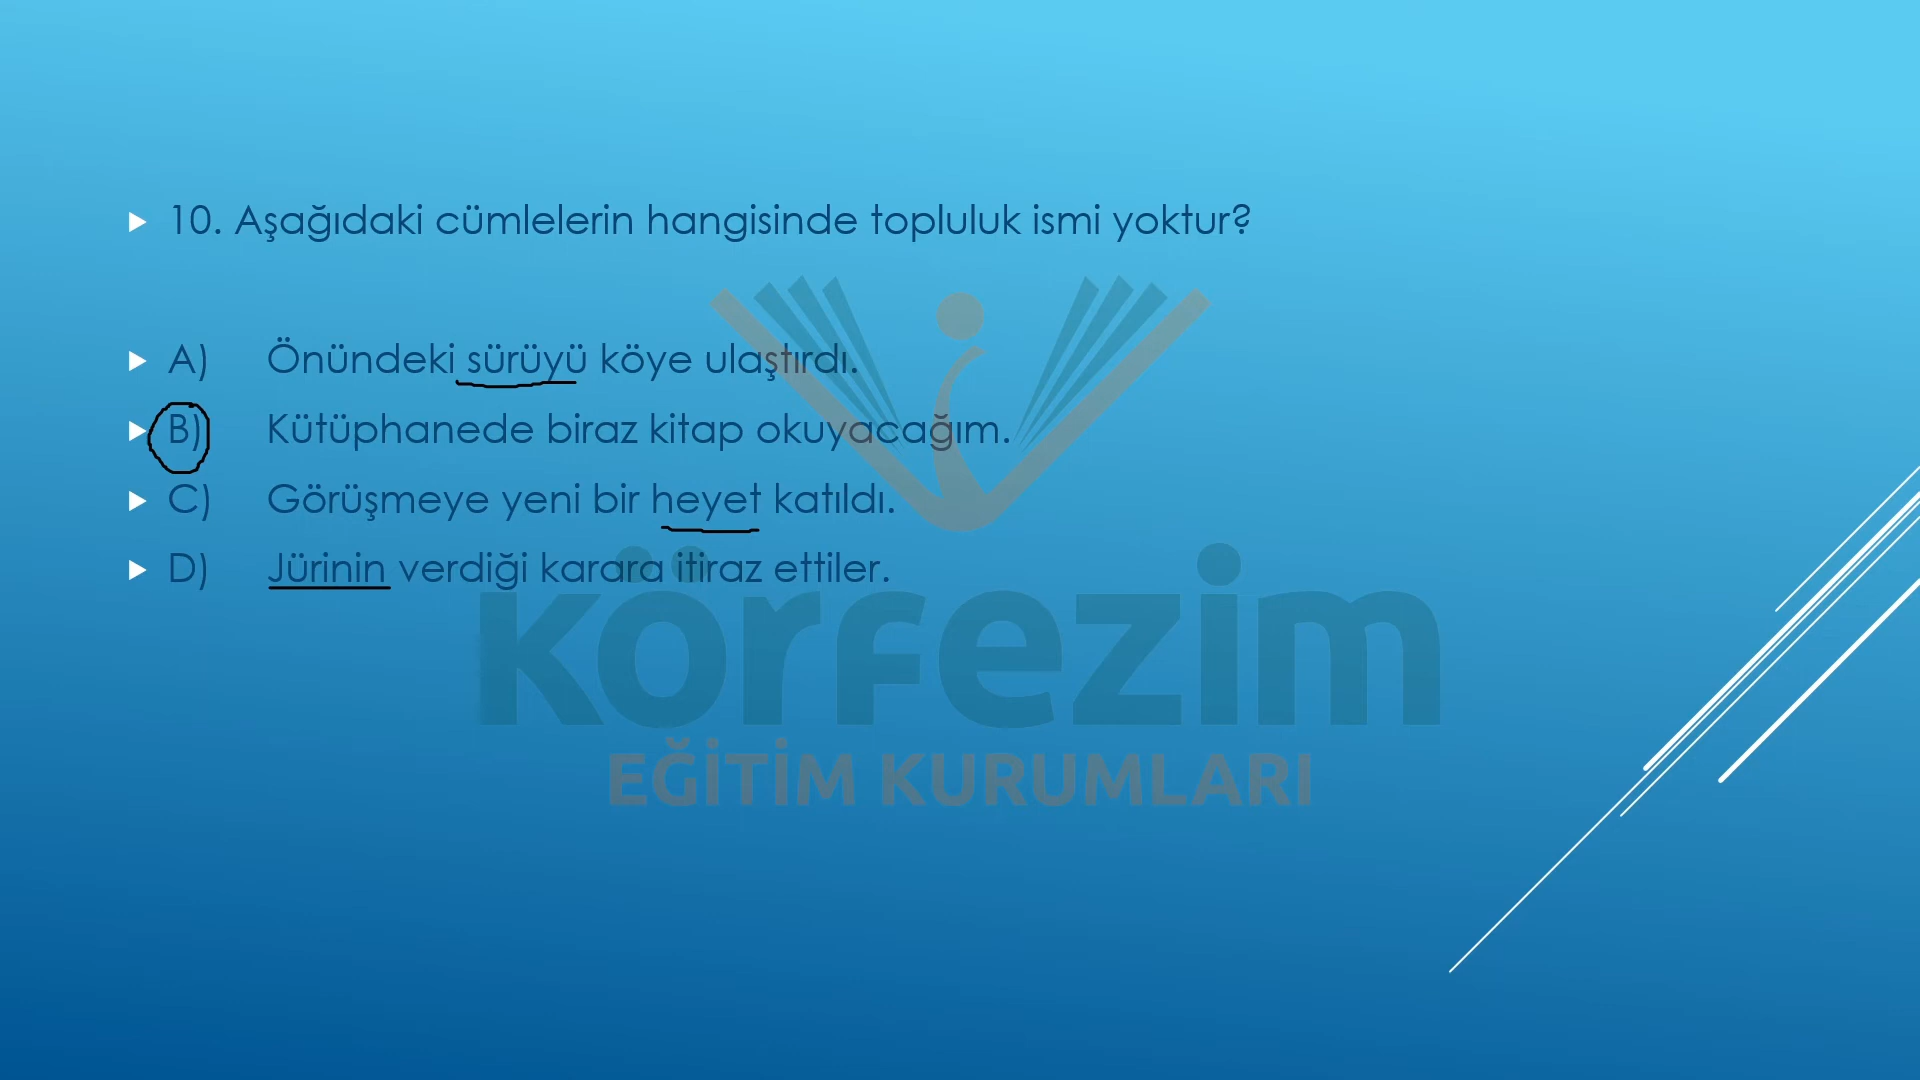 10. Aşağıdaki cümlelerin hangisinde topluluk ismi yoktur?
A) Önündeki sürüyü köye ulaştırdı.
B) Kütüphanede biraz kitap okuyacağım.
C) Görüşmeye yeni bir heyet katıldı.
D) Jürinin verdiği karara itiraz ettiler.
körfezim
EĞİTİM KURUMLARI